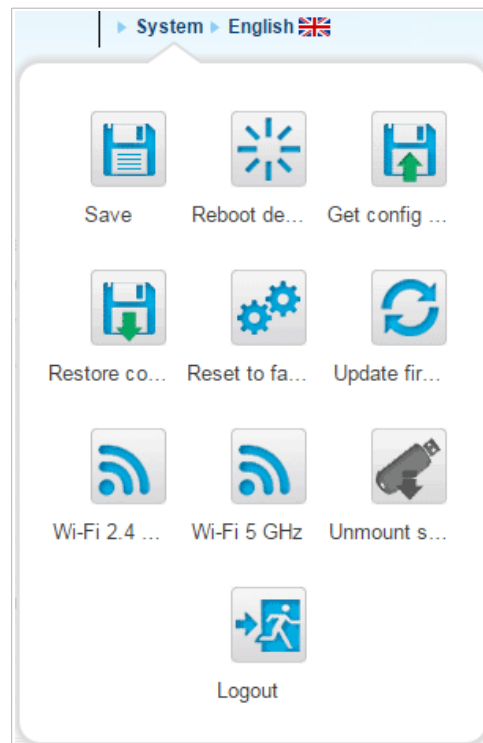 System English
Save Reboot de... Get config ...
Restore co... Reset to fa... Update fir...
Wi-Fi 2.4 ... Wi-Fi 5 GHz Unmount s...
Logout